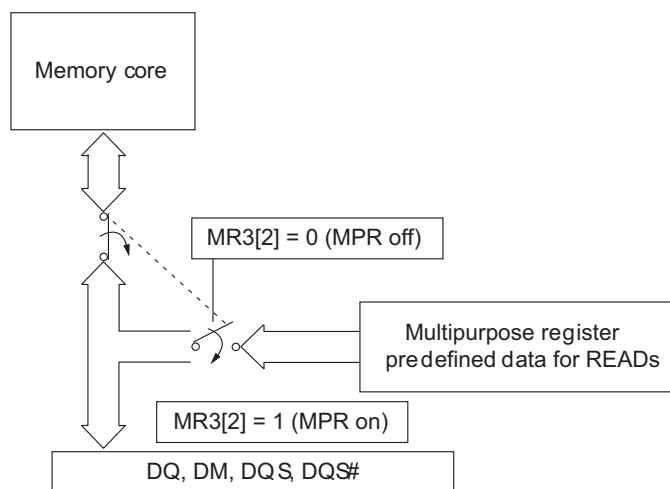 Memory core
MR3[2] = 0 (MPR off)
Multipurpose register
predefined data for READs
MR3[2] = 1 (MPR on)
DQ, DM, DQS, DQS#